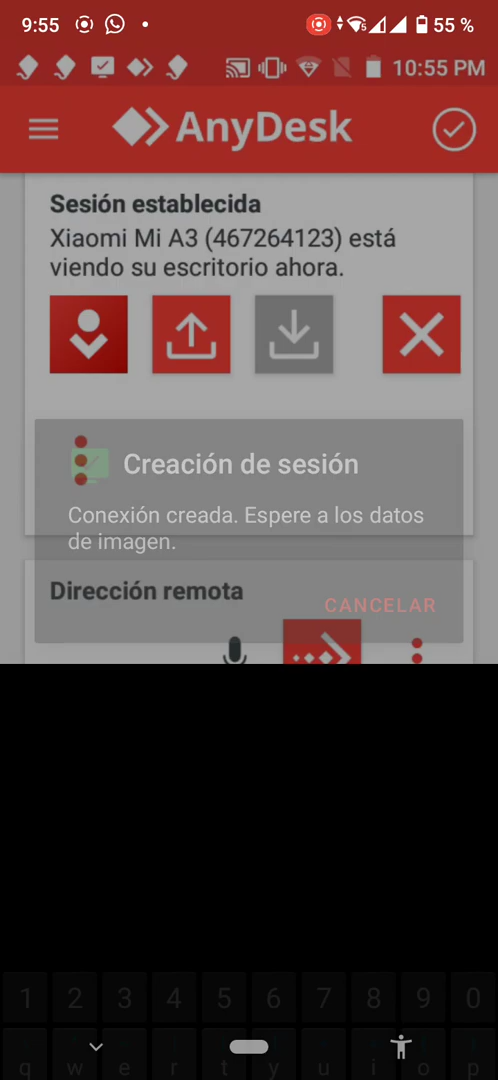 9:55
55 %
10:55 PM
AnyDesk
Sesión establecida
Xiaomi Mi A3 (467264123) está
viendo su escritorio ahora.
Creación de sesión
Conexión creada. Espere a los datos
de imagen.
Dirección remota
CANCELAR
1 2 3 4 5 6 7 8 9 0
q w e r t y u i o p